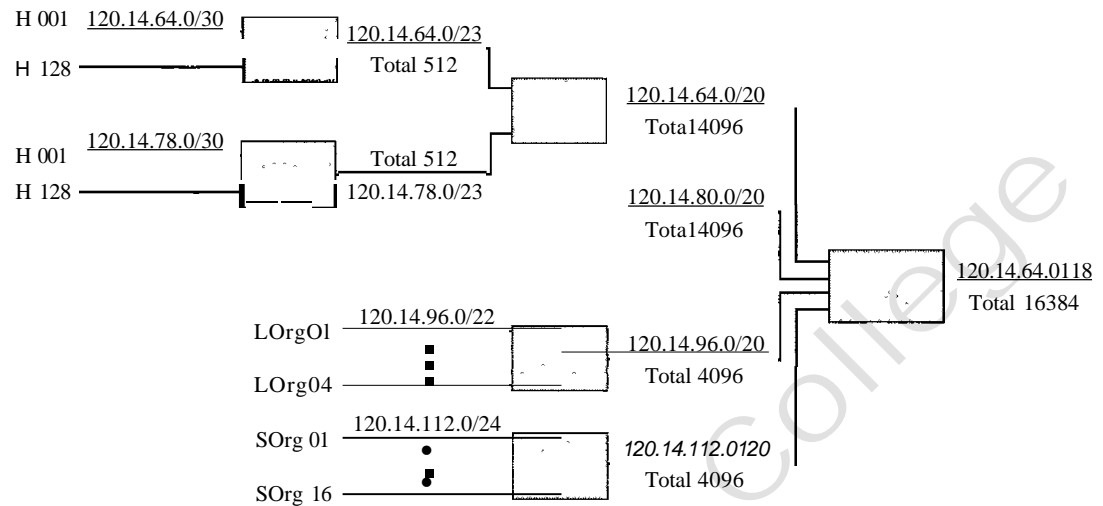 H 001 120.14.64.0/30
120.14.64.0/23
H 128
Total 512
120.14.64.0/20
Tota14096
H 001 120.14.78.0/30
Total 512
H 128
120.14.78.0/23
120.14.80.0/20
Tota14096
120.14.64.0118
Total 16384
LOrgOl
120.14.96.0/22
120.14.96.0/20
LOrg04
Total 4096
SOrg 01
120.14.112.0/24
120.14.112.0120
SOrg 16
Total 4096
College